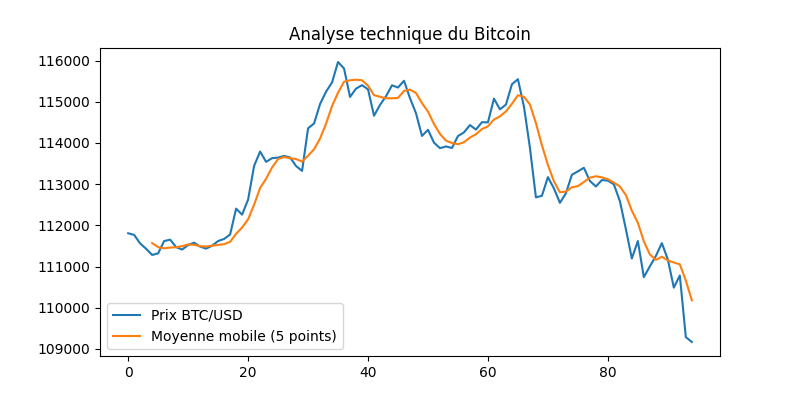 Analyse technique du Bitcoin
116000
115000
114000
113000
112000
111000
110000
109000
Prix BTC/USD
Moyenne mobile (5 points)
0 20 40 60 80